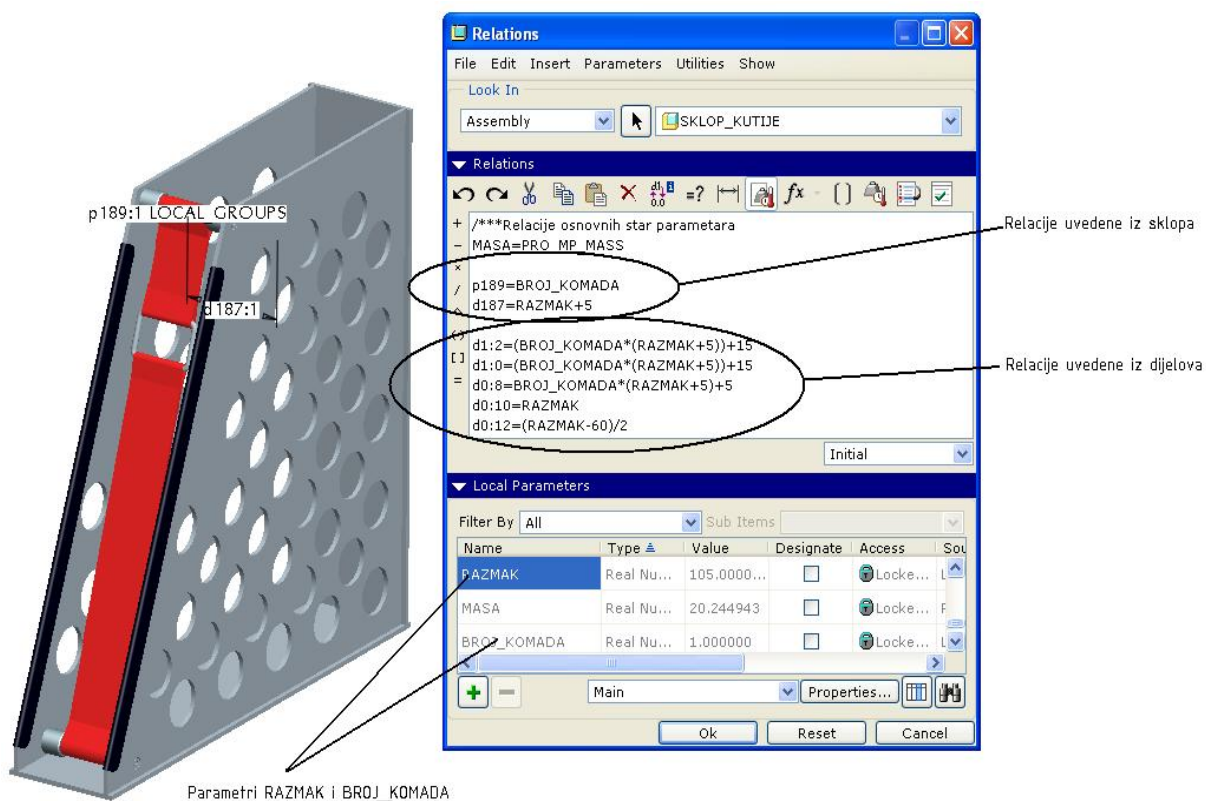 Relations
File Edit Insert Parameters Utilities Show
Look In
Assembly SKLOP_KUTIJE
Relations
=? fx ( )
/***Relacije osnovnih star parametara
MASA=PRO_MP_MASS
p189=BROJ_KOMADA
d187=RAZMAK+5
d1:2=(BROJ_KOMADA*(RAZMAK+5))+15
d1:0=(BROJ_KOMADA*(RAZMAK+5))+15
d0:8=BROJ_KOMADA*(RAZMAK+5)+5
d0:10=RAZMAK
d0:12=(RAZMAK-60)/2
Initial
Local Parameters
Filter By All Sub Items
Name Type Value Designate Access Sou
RAZMAK Real Nu... 105.0000... Locke... L
MASA Real Nu... 20.244943 Locke...
BROJ_KOMADA Real Nu... 1.000000 Locke... L
Main Properties...
Ok Reset Cancel
p189:1 LOCAL GROUPS
d187:1
Relacije uvedene iz sklopa
Relacije uvedene iz dijelova
Parametri RAZMAK i BROJ_KOMADA